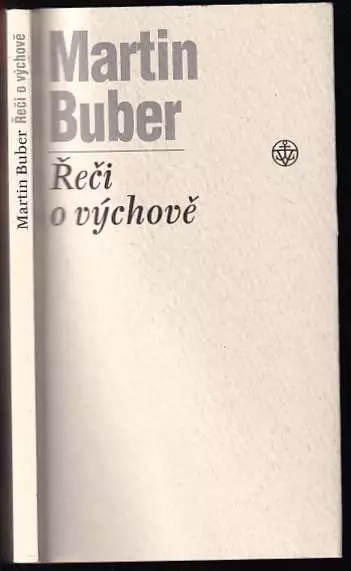 Martin
Buber
Řeči
o výchově
Martin Buber Řeči o výchově